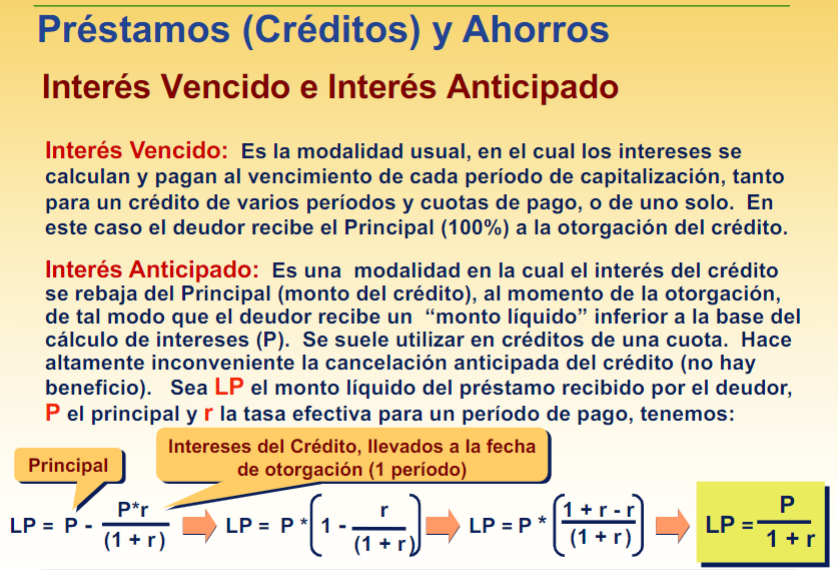 Préstamos (Créditos) y Ahorros
Interés Vencido e Interés Anticipado
Interés Vencido: Es la modalidad usual, en el cual los intereses se
calculan y pagan al vencimiento de cada período de capitalización, tanto
para un crédito de varios períodos y cuotas de pago, o de uno solo. En
este caso el deudor recibe el Principal (100%) a la otorgación del crédito.
Interés Anticipado: Es una modalidad en la cual el interés del crédito
se rebaja del Principal (monto del crédito), al momento de la otorgación,
de tal modo que el deudor recibe un “monto líquido” inferior a la base del
cálculo de intereses (P). Se suele utilizar en créditos de una cuota. Hace
altamente inconveniente la cancelación anticipada del crédito (no hay
beneficio). Sea LP el monto líquido del préstamo recibido por el deudor,
P el principal y r la tasa efectiva para un período de pago, tenemos:
Principal
Intereses del Crédito, llevados a la fecha
de otorgación (1 período)
LP = P - P*r / (1 + r)
LP = P * (1 - r / (1 + r))
LP = P * (1 + r - r / (1 + r))
LP = P / 1 + r